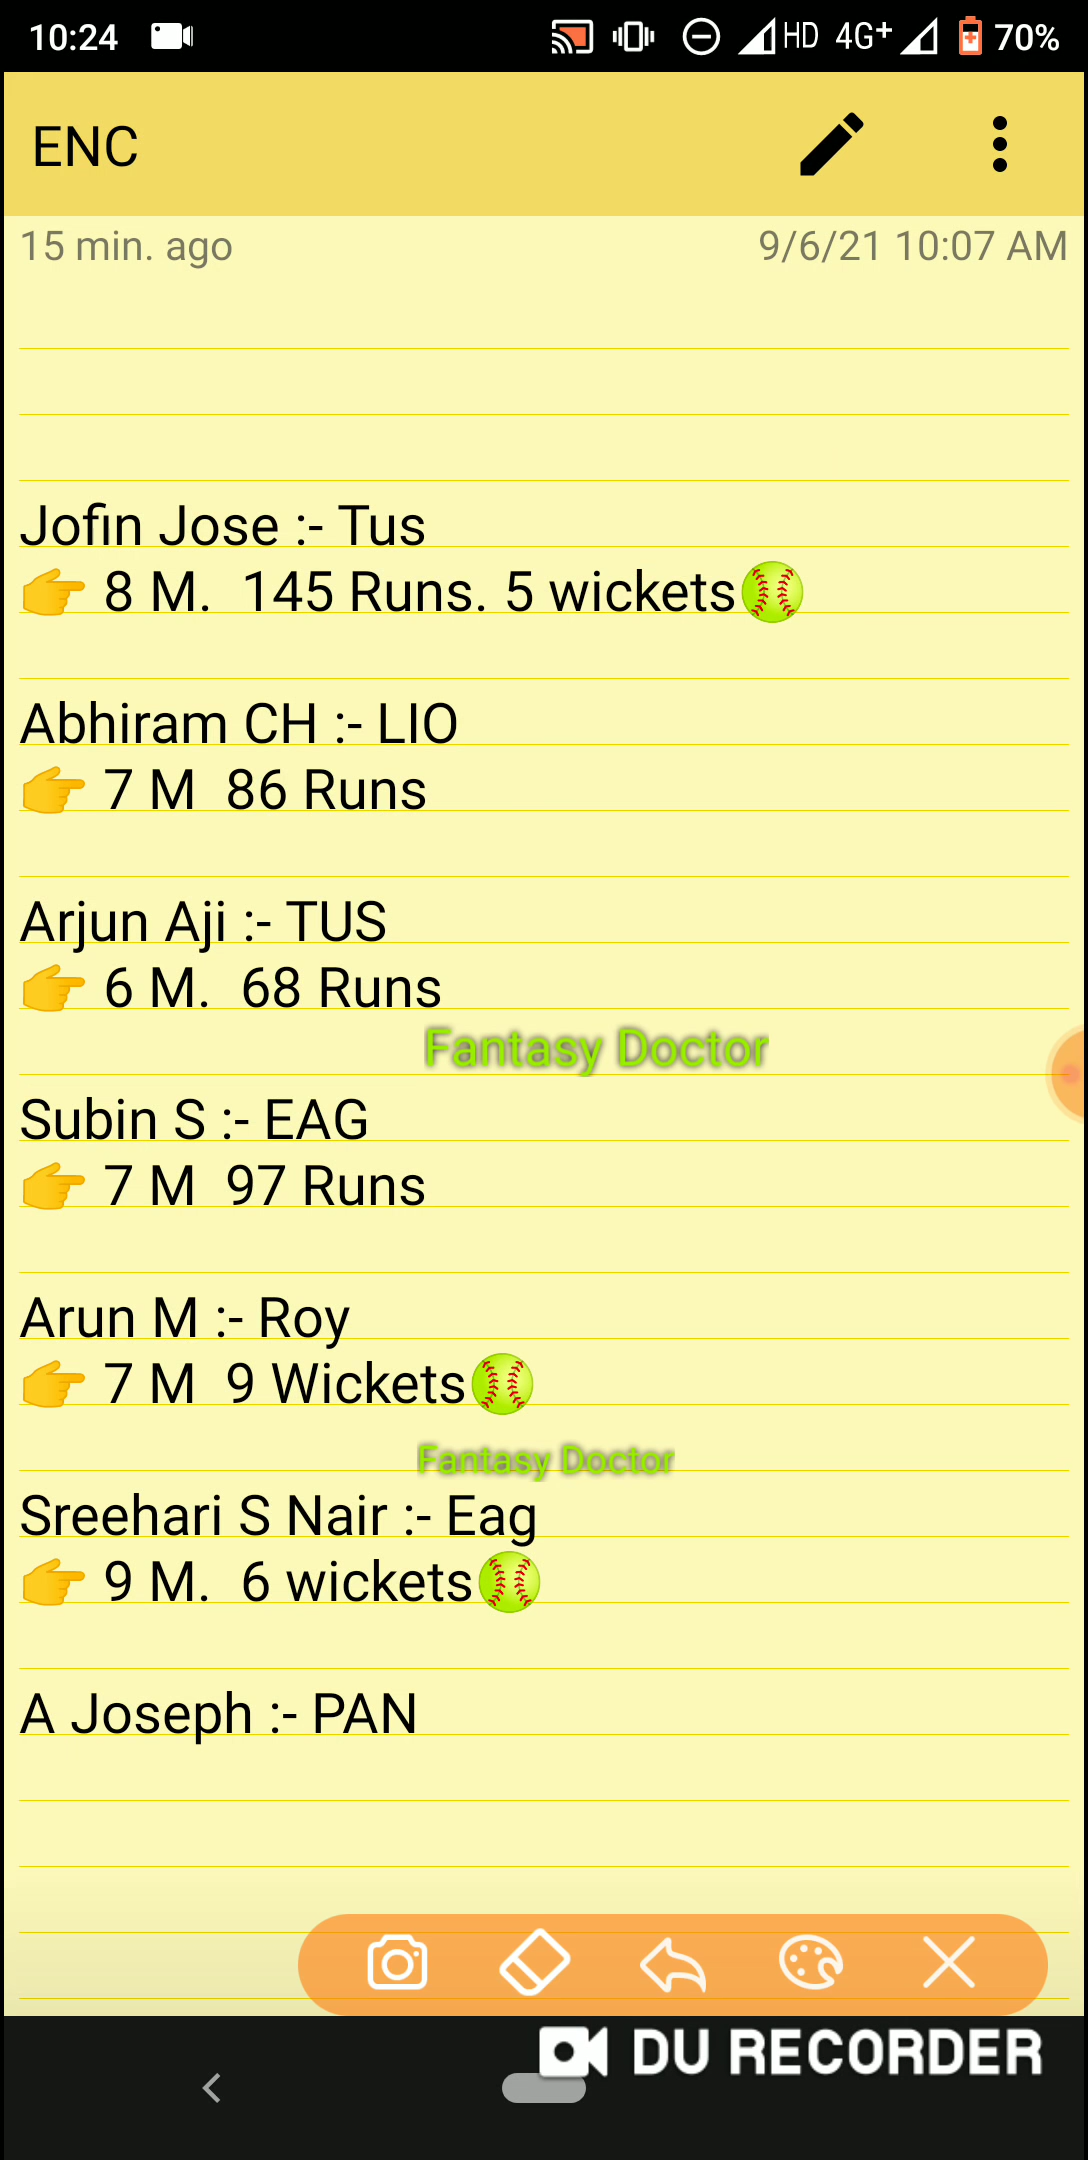 10:24 HD 4G+ 70%
ENC
15 min. ago 9/6/21 10:07 AM
Jofin Jose :- Tus
👉 8 M. 145 Runs. 5 wickets🥎
Abhiram CH :- LIO
👉 7 M 86 Runs
Arjun Aji :- TUS
👉 6 M. 68 Runs
Fantasy Doctor
Subin S :- EAG
👉 7 M 97 Runs
Arun M :- Roy
👉 7 M 9 Wickets🥎
Fantasy Doctor
Sreehari S Nair :- Eag
👉 9 M. 6 wickets🥎
A Joseph :- PAN
DU RECORDER